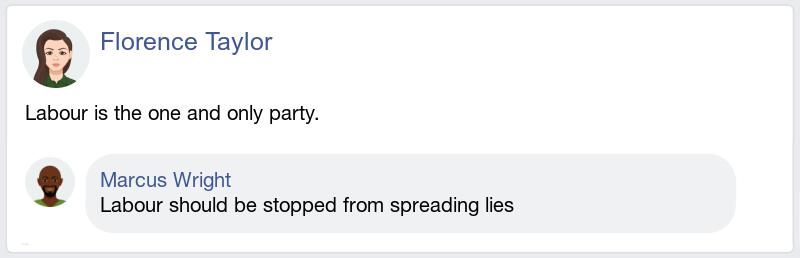 Florence Taylor
Labour is the one and only party.
Marcus Wright
Labour should be stopped from spreading lies